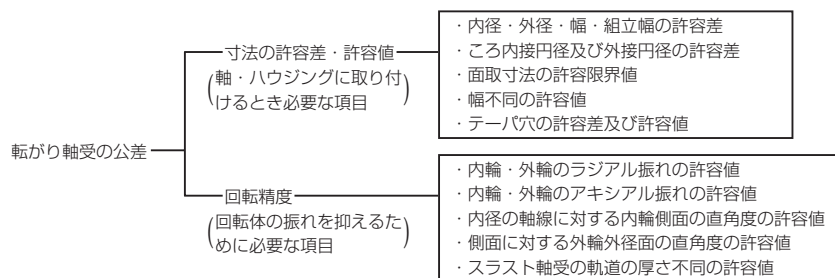 転がり軸受の公差
寸法の許容差・許容値
(軸・ハウジングに取り付
けるとき必要な項目)
・内径・外径・幅・組立幅の許容差
・ころ内接円径及び外接円径の許容差
・面取寸法の許容限界値
・幅不同の許容値
・テーパ穴の許容差及び許容値
回転精度
(回転体の振れを抑えるた
めに必要な項目)
・内輪・外輪のラジアル振れの許容値
・内輪・外輪のアキシアル振れの許容値
・内径の軸線に対する内輪側面の直角度の許容値
・側面に対する外輪外径面の直角度の許容値
・スラスト軸受の軌道の厚さ不同の許容値